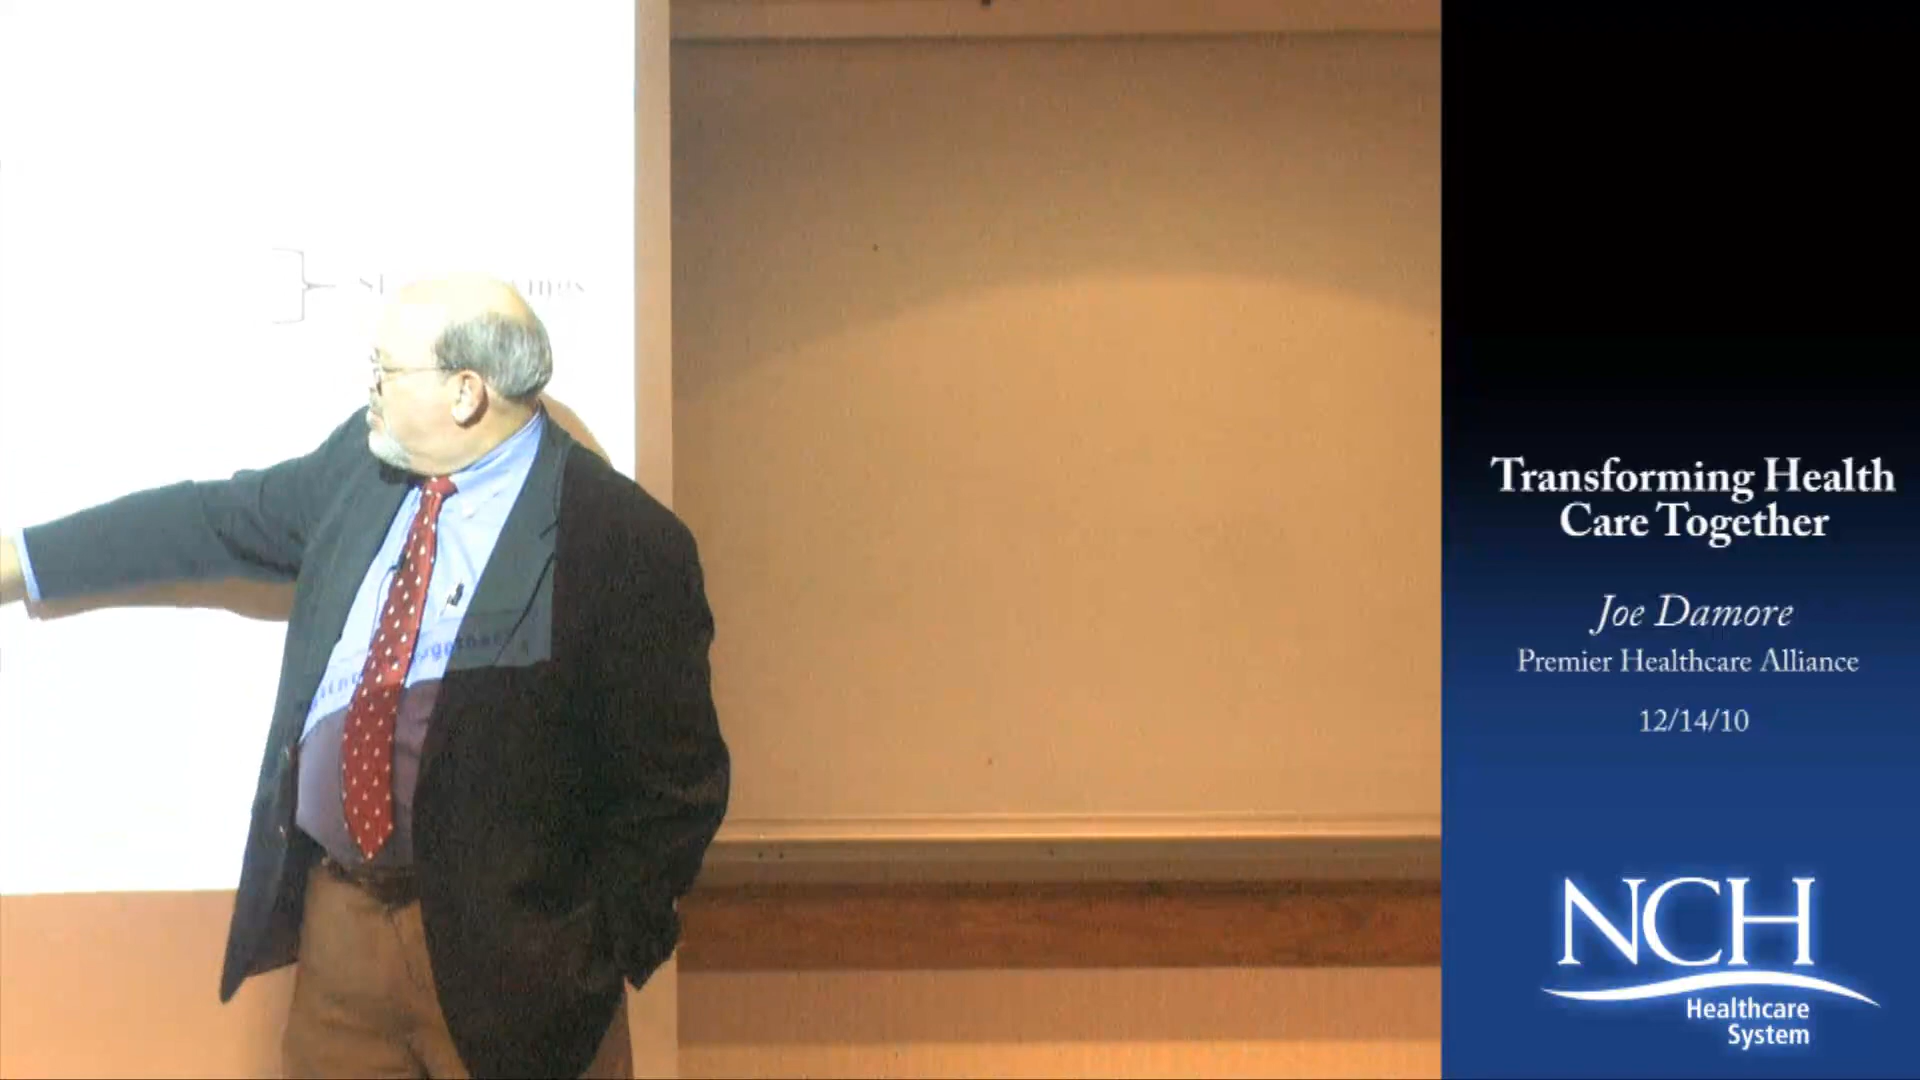 Transforming Health
Care Together
Joe Damore
Premier Healthcare Alliance
12/14/10
NCH
Healthcare
System